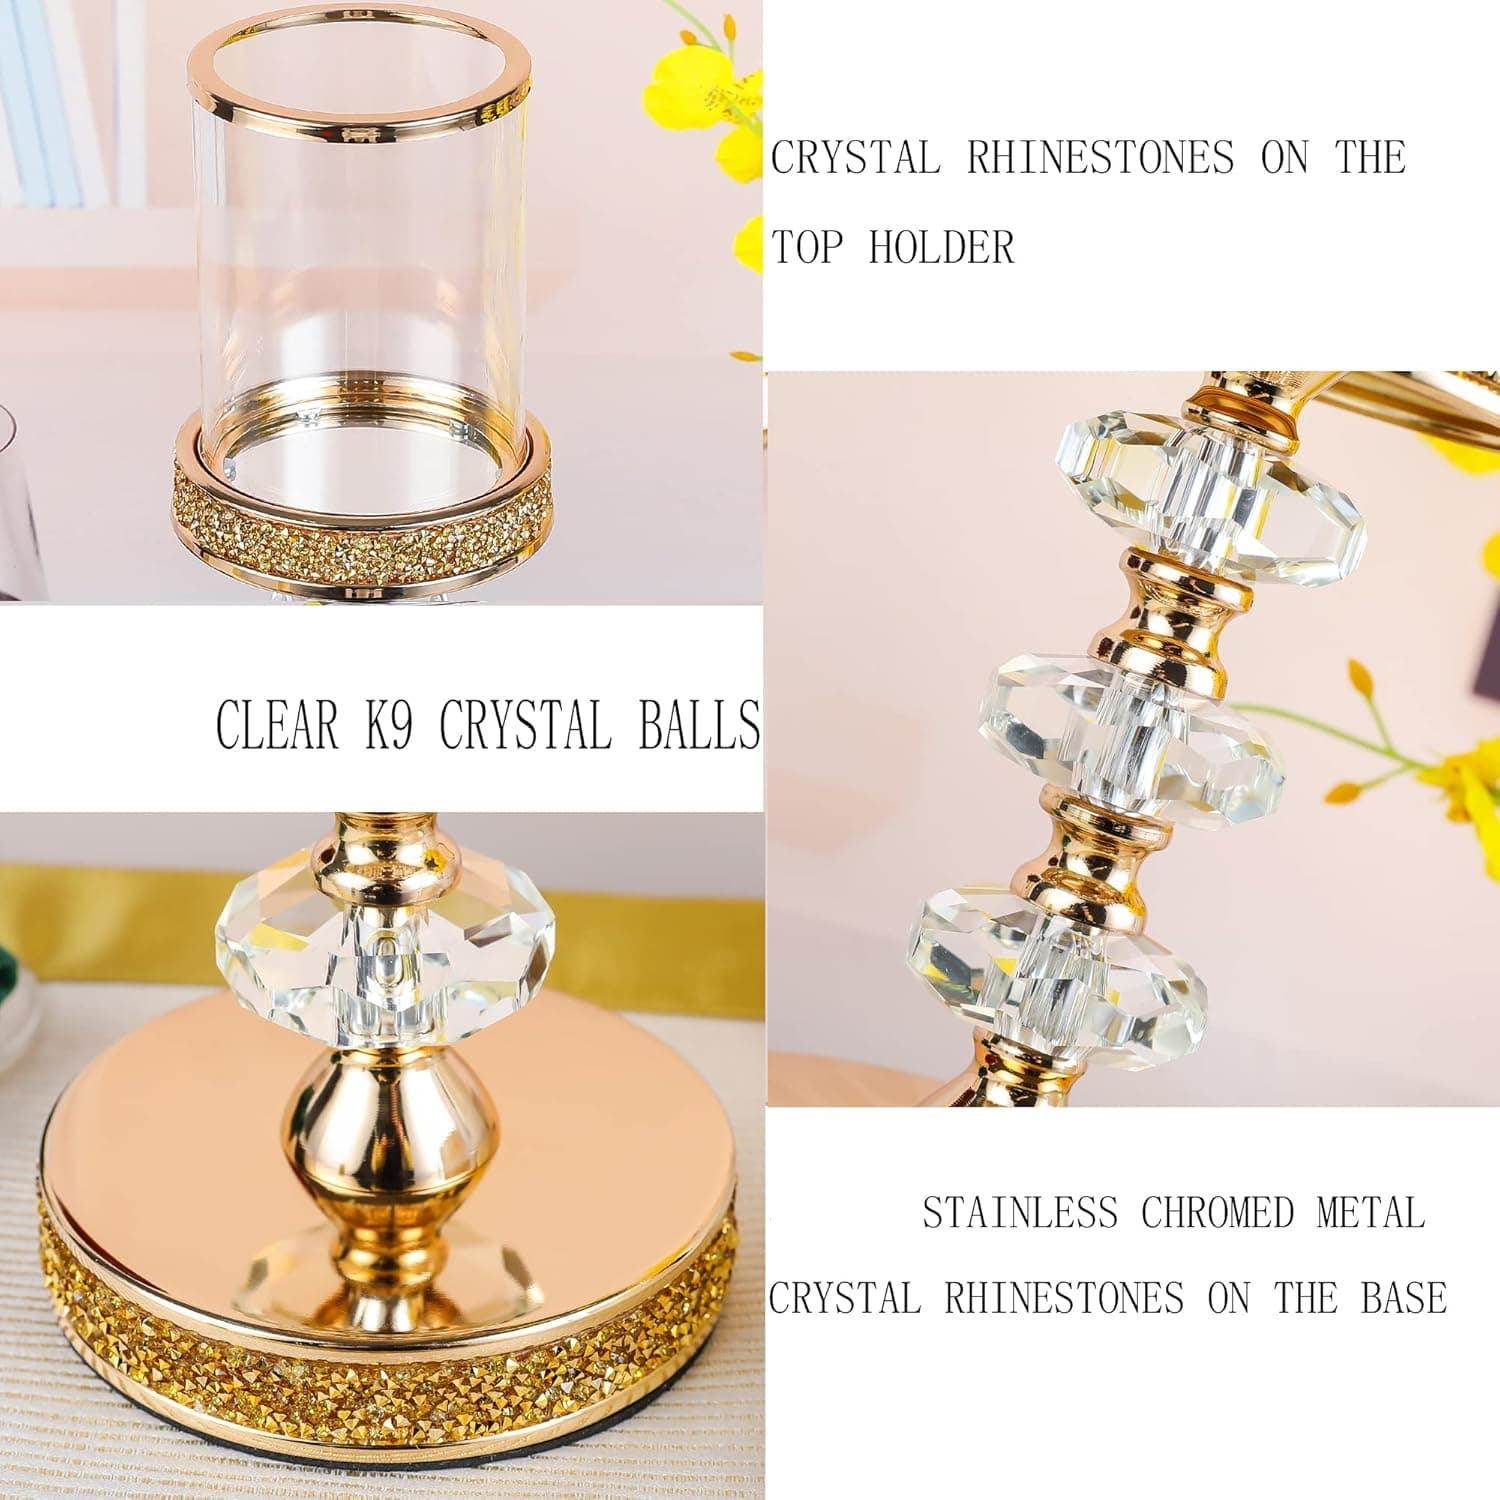 CRYSTAL RHINESTONES ON THE
TOP HOLDER
CLEAR K9 CRYSTAL BALLS
STAINLESS CHROMED METAL
CRYSTAL RHINESTONES ON THE BASE